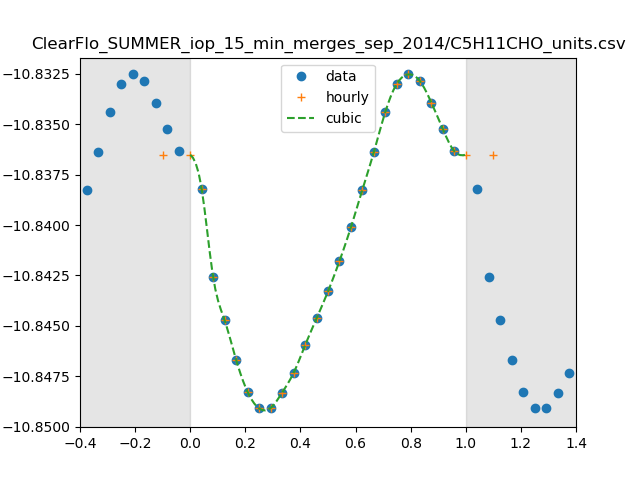 ClearFlo_SUMMER_iop_15_min_merges_sep_2014/C5H11CHO_units.csv
data
hourly
cubic
−10.8325
−10.8350
−10.8375
−10.8400
−10.8425
−10.8450
−10.8475
−10.8500
−0.4 −0.2 0.0 0.2 0.4 0.6 0.8 1.0 1.2 1.4